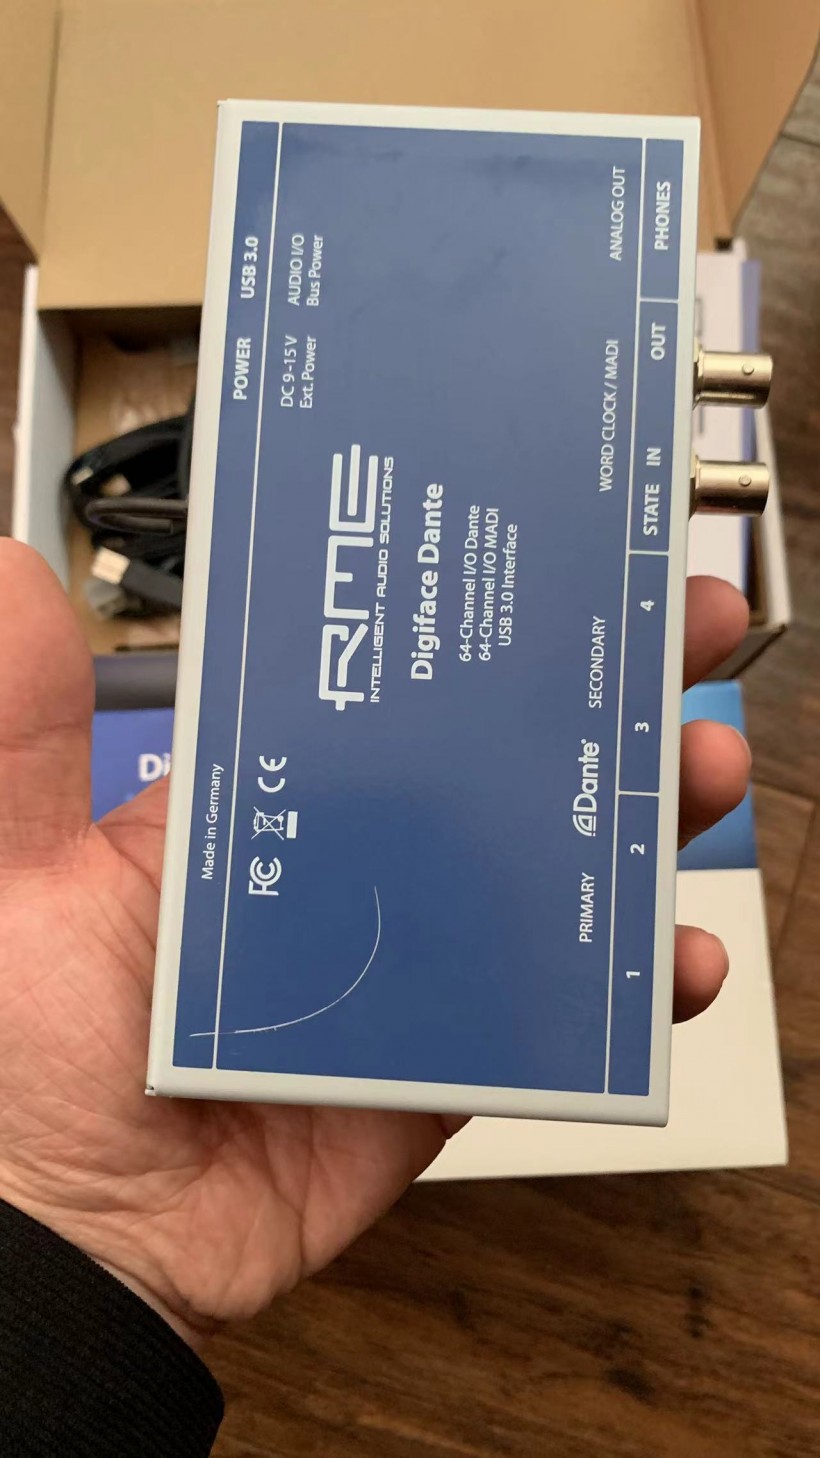 Made in Germany
POWER
USB 3.0
FC CE
DC 9-15 V
Ext. Power
AUDIO I/O
Bus Power
RME
INTELLIGENT AUDIO SOLUTIONS
Digiface Dante
64-Channel I/O Dante
64-Channel I/O MADI
USB 3.0 Interface
PRIMARY
Dante
SECONDARY
WORD CLOCK / MADI
ANALOG OUT
1
2
3
4
STATE
IN
OUT
PHONES
Di